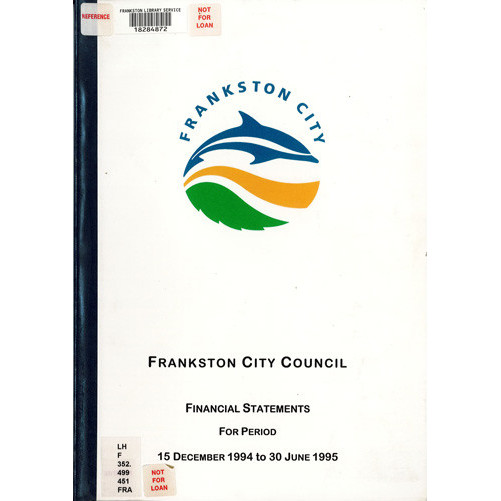 REFERENCE
FRANKSTON LIBRARY SERVICE
18284872
NOT
FOR
LOAN
FRANKSTON CITY
FRANKSTON CITY COUNCIL
FINANCIAL STATEMENTS
FOR PERIOD
15 DECEMBER 1994 to 30 JUNE 1995
LH
F
352.
499
451
FRA
NOT
FOR
LOAN